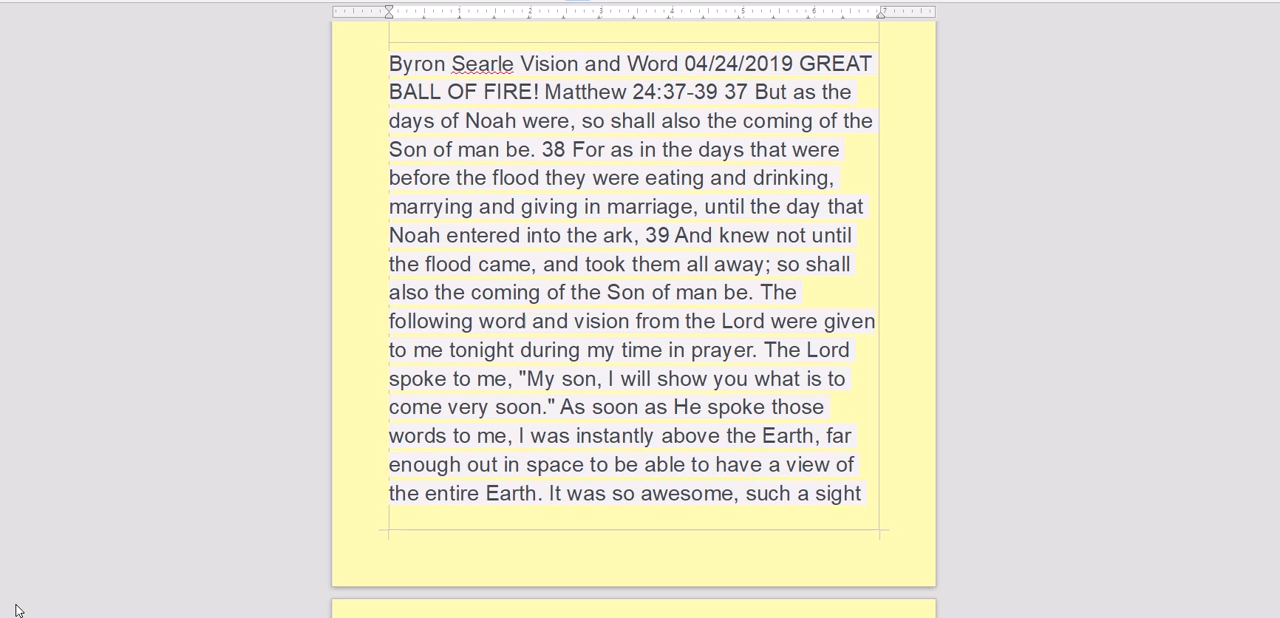 1 2 3 4 5 6 7
Byron Searle Vision and Word 04/24/2019 GREAT
BALL OF FIRE! Matthew 24:37-39 37 But as the
days of Noah were, so shall also the coming of the
Son of man be. 38 For as in the days that were
before the flood they were eating and drinking,
marrying and giving in marriage, until the day that
Noah entered into the ark, 39 And knew not until
the flood came, and took them all away; so shall
also the coming of the Son of man be. The
following word and vision from the Lord were given
to me tonight during my time in prayer. The Lord
spoke to me, "My son, I will show you what is to
come very soon." As soon as He spoke those
words to me, I was instantly above the Earth, far
enough out in space to be able to have a view of
the entire Earth. It was so awesome, such a sight